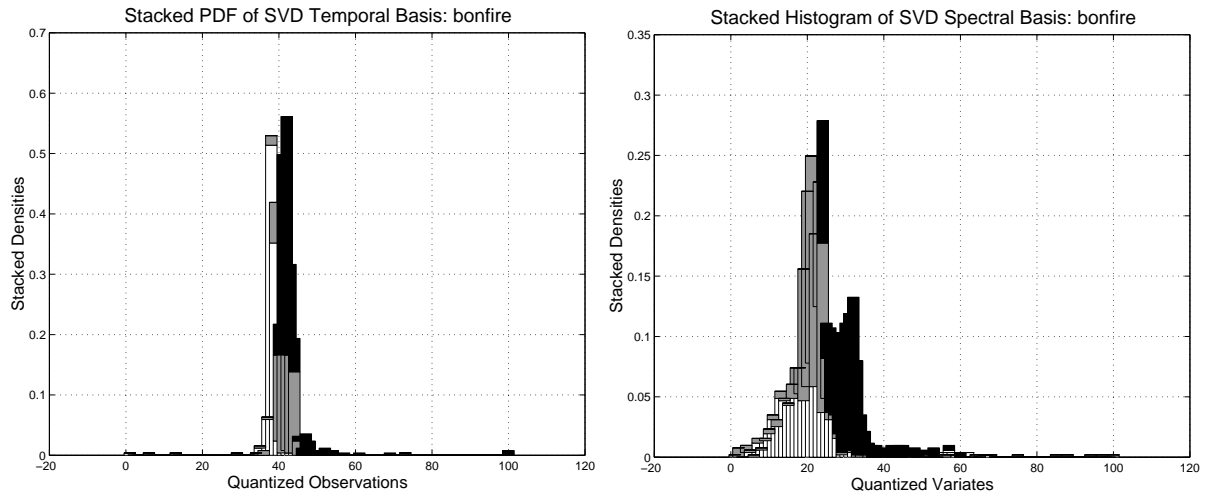 Stacked PDF of SVD Temporal Basis: bonfire
0.7
0.6
0.5
0.4
0.3
0.2
0.1
0
Stacked Densities
−20 0 20 40 60 80 100 120
Quantized Observations
Stacked Histogram of SVD Spectral Basis: bonfire
0.35
0.3
0.25
0.2
0.15
0.1
0.05
0
Stacked Densities
−20 0 20 40 60 80 100 120
Quantized Variates